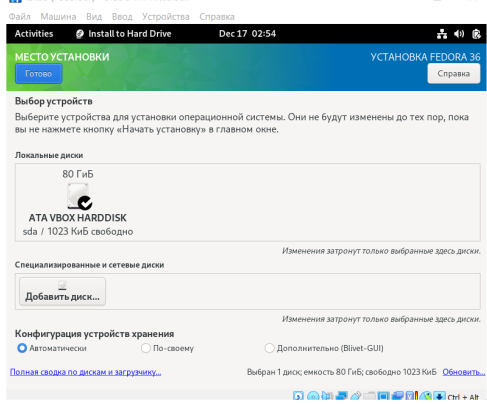 Файл Машина Вид Ввод Устройства Справка
Activities Install to Hard Drive Dec 17 02:54
МЕСТО УСТАНОВКИ УСТАНОВКА FEDORA 36
Готово Справка
Выбор устройств
Выберите устройства для установки операционной системы. Они не будут изменены до тех пор, пока
вы не нажмете кнопку «Начать установку» в главном окне.
Локальные диски
80 ГиБ
ATA VBOX HARDDISK
sda / 1023 КиБ свободно
Изменения затронут только выбранные здесь диски.
Специализированные и сетевые диски
Добавить диск...
Изменения затронут только выбранные здесь диски.
Конфигурация устройств хранения
Автоматически По-своему Дополнительно (Blivet-GUI)
Полная сводка по дискам и загрузчику... Выбран 1 диск; емкость 80 ГиБ; свободно 1023 КиБ Обновить...
Ctrl + Alt